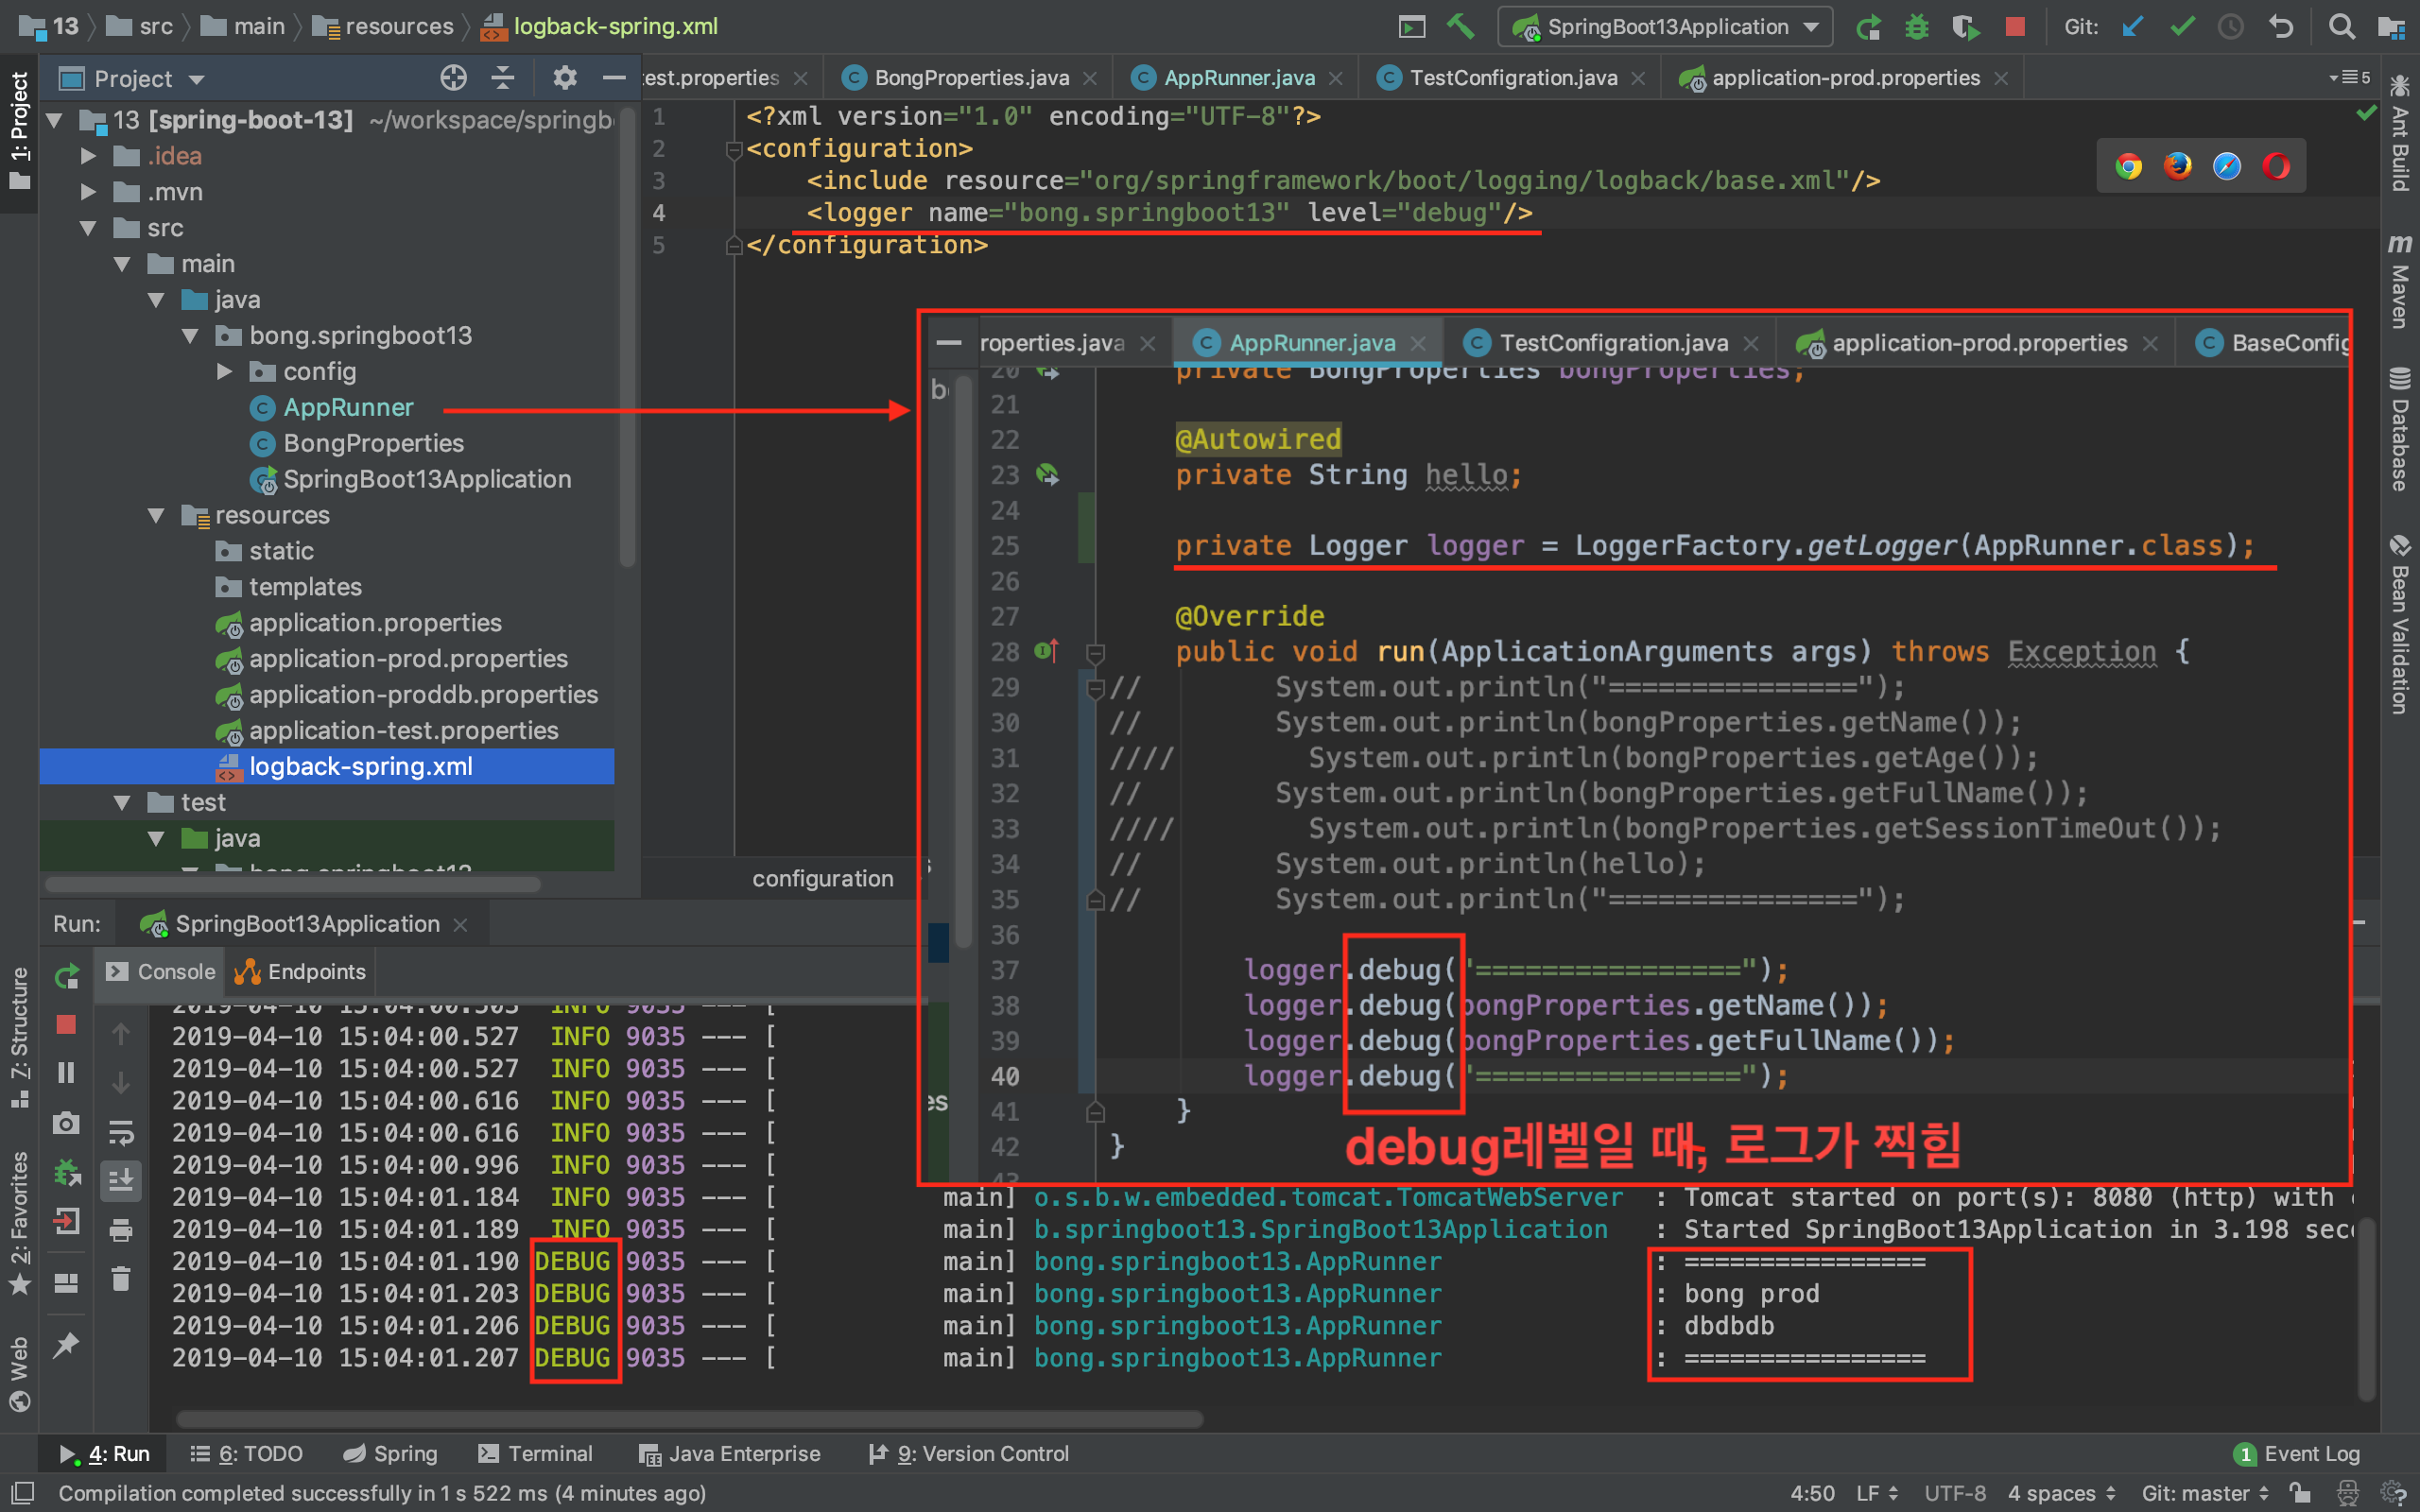 13 src main resources logback-spring.xml
SpringBoot13Application Git:
1: Project
Project
est.properties BongProperties.java AppRunner.java TestConfigration.java application-prod.properties 5
13 [spring-boot-13] ~/workspace/springb
.idea
.mvn
src
main
java
bong.springboot13
config
AppRunner
BongProperties
SpringBoot13Application
resources
static
templates
application.properties
application-prod.properties
application-proddb.properties
application-test.properties
logback-spring.xml
test
java
bong.springboot13
1 <?xml version="1.0" encoding="UTF-8"?>
2 <configuration>
3 <include resource="org/springframework/boot/logging/logback/base.xml"/>
4 <logger name="bong.springboot13" level="debug"/>
5 </configuration>
configuration
roperties.java AppRunner.java TestConfigration.java application-prod.properties BaseConfig
20 private BongProperties bongProperties;
21
22 @Autowired
23 private String hello;
24
25 private Logger logger = LoggerFactory.getLogger(AppRunner.class);
26
27 @Override
28 public void run(ApplicationArguments args) throws Exception {
29 // System.out.println("===============");
30 // System.out.println(bongProperties.getName());
31 //// System.out.println(bongProperties.getAge());
32 // System.out.println(bongProperties.getFullName());
33 //// System.out.println(bongProperties.getSessionTimeOut());
34 // System.out.println(hello);
35 // System.out.println("===============");
36
37 logger.debug("================");
38 logger.debug(bongProperties.getName());
39 logger.debug(bongProperties.getFullName());
40 logger.debug("================");
41 }
42 }
debug레벨일 때, 로그가 찍힘
Ant Build
Maven
Database
Bean Validation
Run: SpringBoot13Application
Console Endpoints
7: Structure
2: Favorites
Web
2019-04-10 15:04:00.503 INFO 9035 --- [
2019-04-10 15:04:00.527 INFO 9035 --- [
2019-04-10 15:04:00.527 INFO 9035 --- [
2019-04-10 15:04:00.616 INFO 9035 --- [
2019-04-10 15:04:00.616 INFO 9035 --- [
2019-04-10 15:04:00.996 INFO 9035 --- [
2019-04-10 15:04:01.184 INFO 9035 --- [ main] o.s.b.w.embedded.tomcat.TomcatWebServer : Tomcat started on port(s): 8080 (http) with
2019-04-10 15:04:01.189 INFO 9035 --- [ main] b.springboot13.SpringBoot13Application : Started SpringBoot13Application in 3.198 sec
2019-04-10 15:04:01.190 DEBUG 9035 --- [ main] bong.springboot13.AppRunner : ================
2019-04-10 15:04:01.203 DEBUG 9035 --- [ main] bong.springboot13.AppRunner : bong prod
2019-04-10 15:04:01.206 DEBUG 9035 --- [ main] bong.springboot13.AppRunner : dbdbdb
2019-04-10 15:04:01.207 DEBUG 9035 --- [ main] bong.springboot13.AppRunner : ================
4: Run 6: TODO Spring Terminal Java Enterprise 9: Version Control 1 Event Log
Compilation completed successfully in 1 s 522 ms (4 minutes ago) 4:50 LF UTF-8 4 spaces Git: master